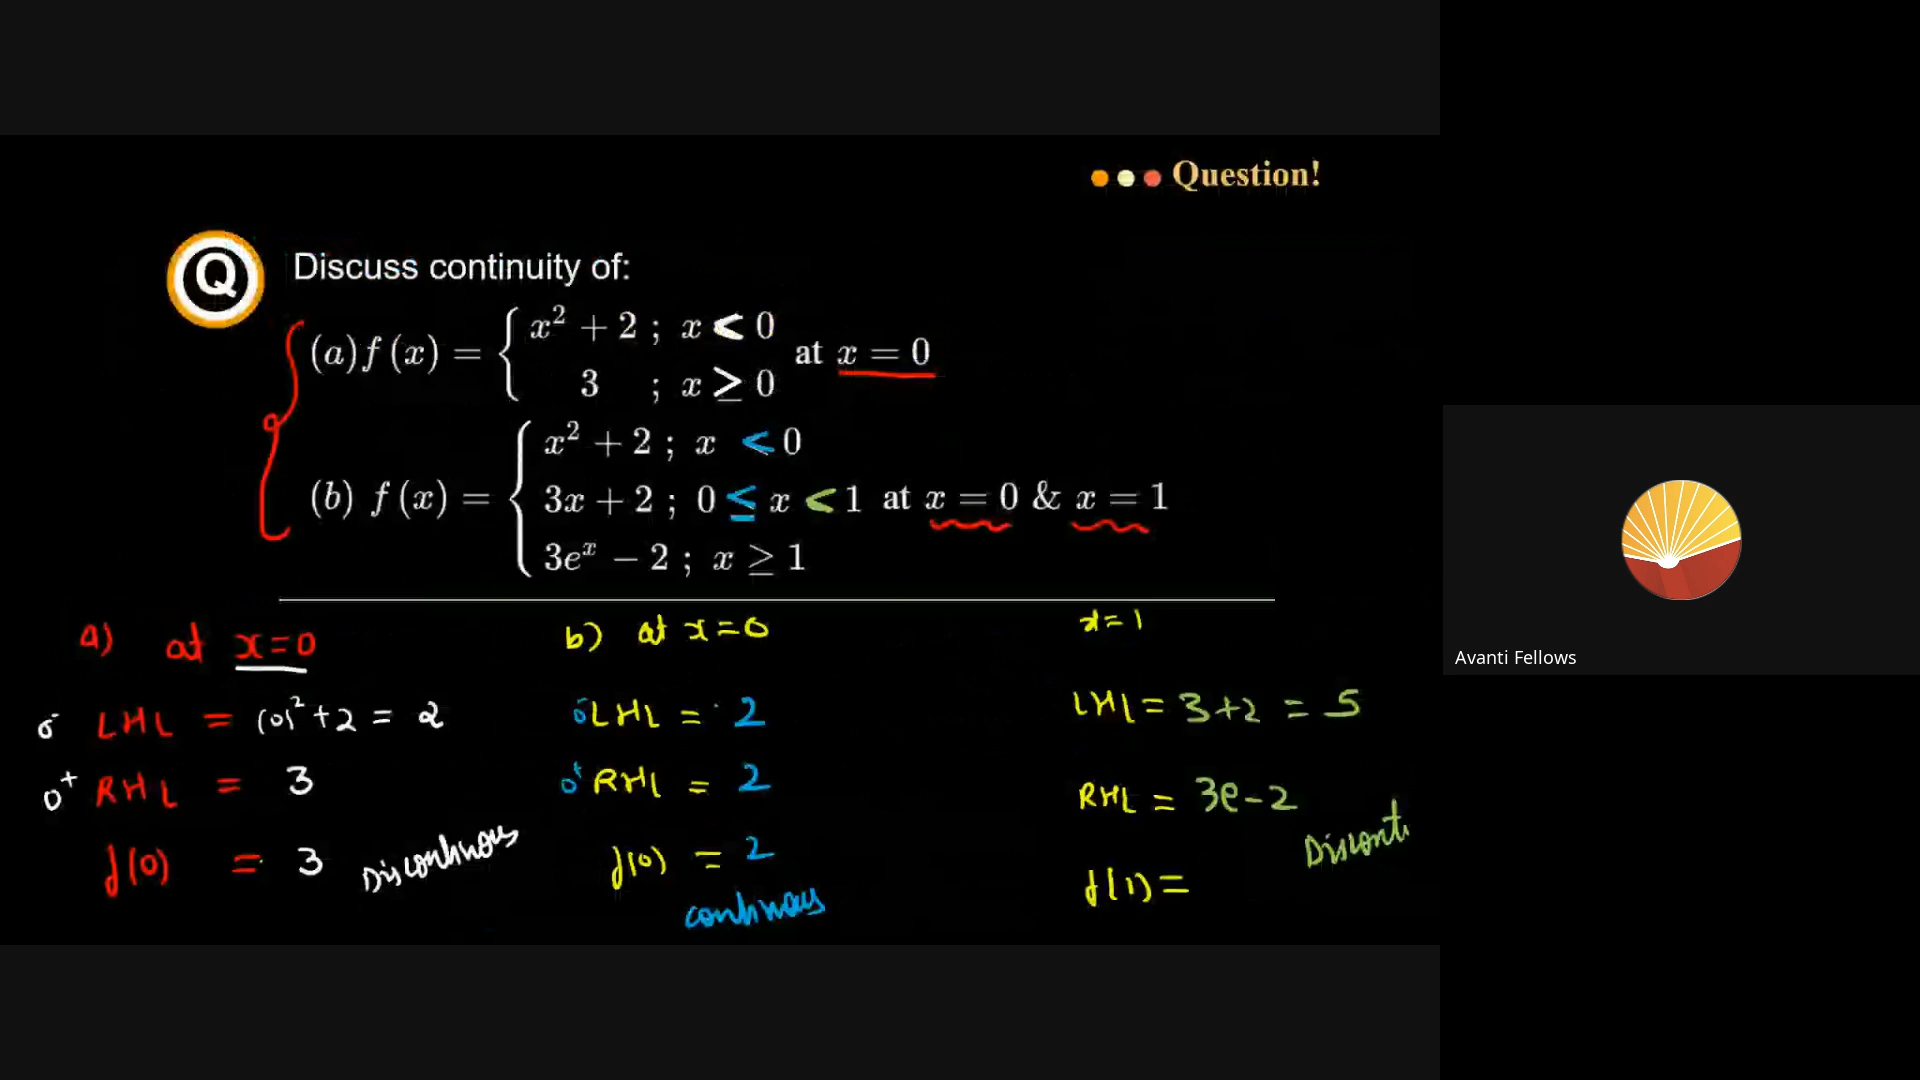 Question!
Q Discuss continuity of:
(a) f(x) = { x² + 2 ; x < 0
3 ; x ≥ 0 at x = 0
(b) f(x) = { x² + 2 ; x < 0
3x + 2 ; 0 ≤ x < 1 at x = 0 & x = 1
3eˣ − 2 ; x ≥ 1
a) at x=0
0⁻ LHL = (0)² + 2 = 2
0⁺ RHL = 3
f(0) = 3 Discontinuous
b) at x=0
0⁻ LHL = 2
0⁺ RHL = 2
f(0) = 2
continuous
x=1
LHL = 3+2 = 5
RHL = 3e-2
Disconti
f(1) =
Avanti Fellows